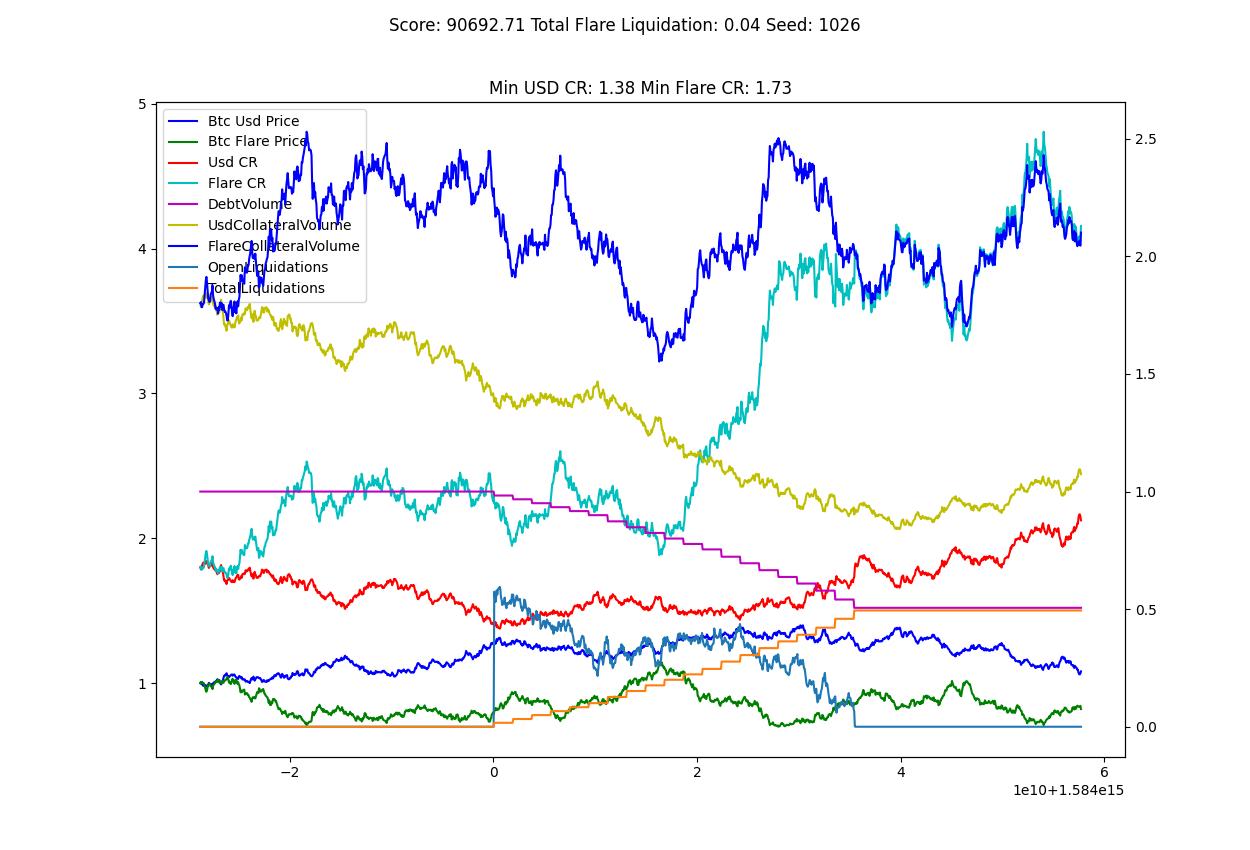 Score: 90692.71 Total Flare Liquidation: 0.04 Seed: 1026
Min USD CR: 1.38 Min Flare CR: 1.73
Btc Usd Price
Btc Flare Price
Usd CR
Flare CR
DebtVolume
UsdCollateralVolume
FlareCollateralVolume
OpenLiquidations
TotalLiquidations
5
4
3
2
1
2.5
2.0
1.5
1.0
0.5
0.0
−2
0
2
4
6
1e10+1.584e15